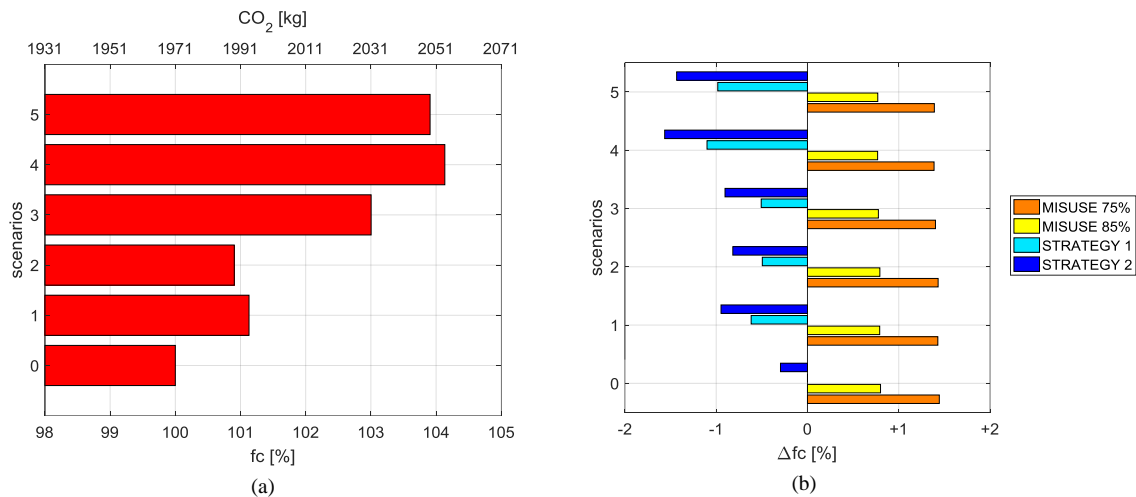 CO2 [kg]
1931 1951 1971 1991 2011 2031 2051 2071
5
4
3
2
1
0
scenarios
98 99 100 101 102 103 104 105
fc [%]
(a)
5
4
3
2
1
0
scenarios
-2 -1 0 +1 +2
Δfc [%]
(b)
MISUSE 75%
MISUSE 85%
STRATEGY 1
STRATEGY 2